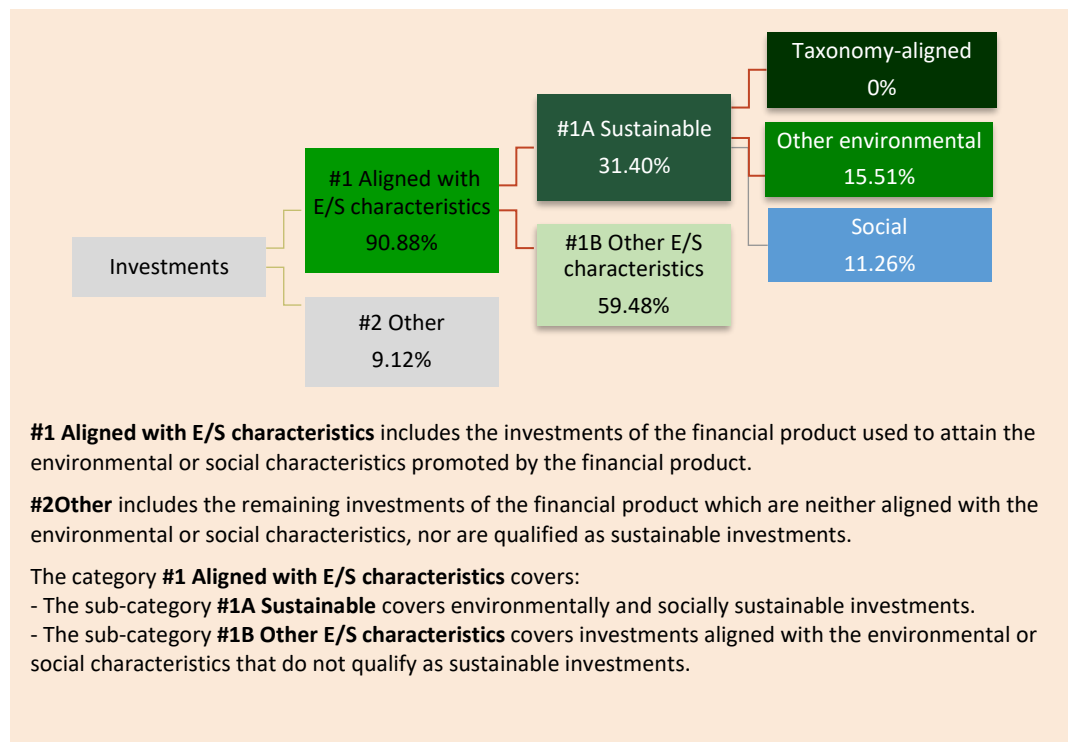 Investments
#1 Aligned with
E/S characteristics
90.88%
#2 Other
9.12%
#1A Sustainable
31.40%
#1B Other E/S
characteristics
59.48%
Taxonomy-aligned
0%
Other environmental
15.51%
Social
11.26%
#1 Aligned with E/S characteristics includes the investments of the financial product used to attain the
environmental or social characteristics promoted by the financial product.
#2Other includes the remaining investments of the financial product which are neither aligned with the
environmental or social characteristics, nor are qualified as sustainable investments.
The category #1 Aligned with E/S characteristics covers:
- The sub-category #1A Sustainable covers environmentally and socially sustainable investments.
- The sub-category #1B Other E/S characteristics covers investments aligned with the environmental or
social characteristics that do not qualify as sustainable investments.